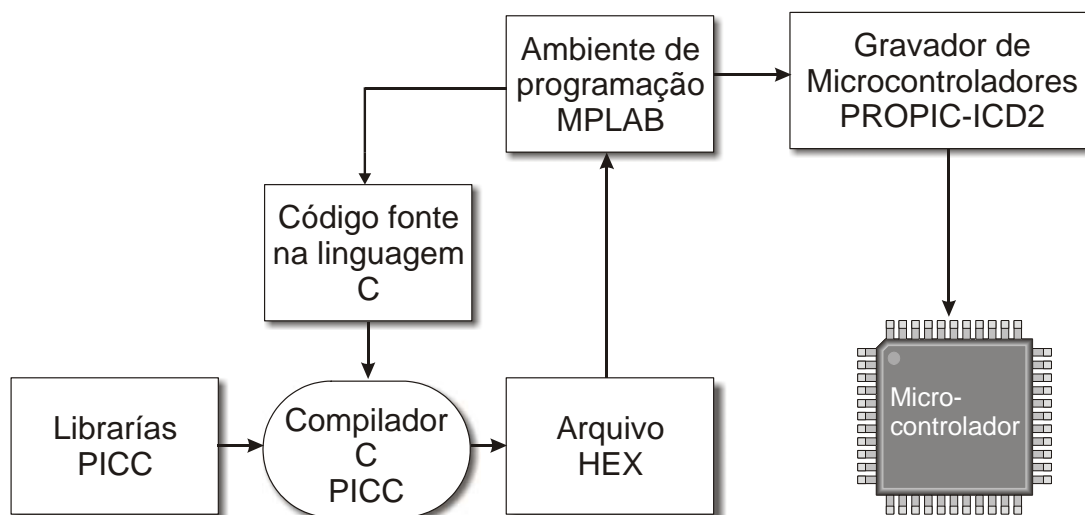 Ambiente de
programação
MPLAB
Gravador de
Microcontroladores
PROPIC-ICD2
Código fonte
na linguagem
C
Librarías
PICC
Compilador
C
PICC
Arquivo
HEX
Micro-
controlador